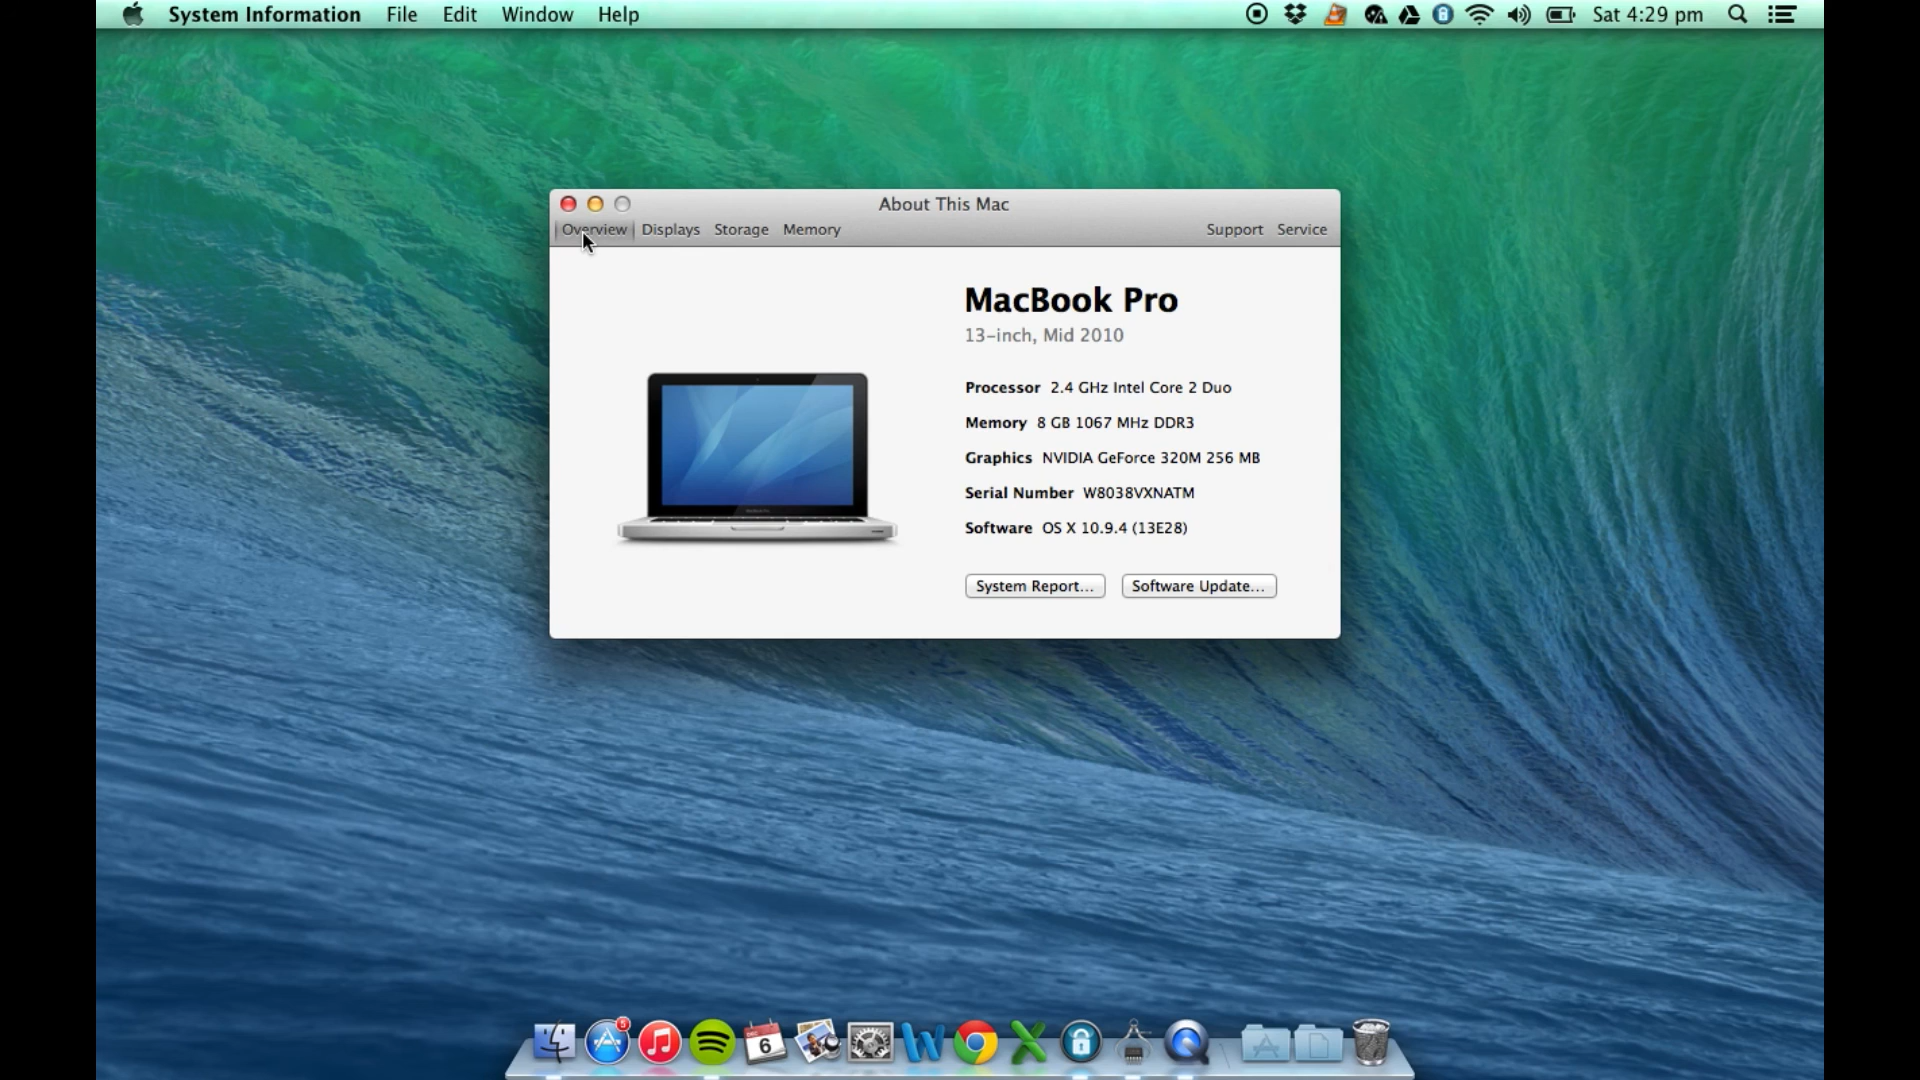 System Information File Edit Window Help Sat 4:29 pm
About This Mac
Overview Displays Storage Memory Support Service
MacBook Pro
13-inch, Mid 2010
Processor 2.4 GHz Intel Core 2 Duo
Memory 8 GB 1067 MHz DDR3
Graphics NVIDIA GeForce 320M 256 MB
Serial Number W8038VXNATM
Software OS X 10.9.4 (13E28)
System Report... Software Update...
5
DEC
6